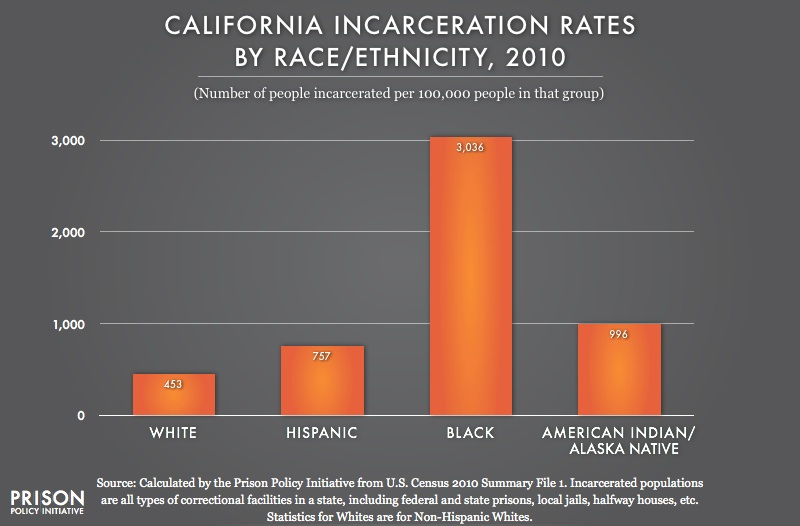 CALIFORNIA INCARCERATION RATES
BY RACE/ETHNICITY, 2010
(Number of people incarcerated per 100,000 people in that group)
3,000
2,000
1,000
0
453
757
3,036
996
WHITE
HISPANIC
BLACK
AMERICAN INDIAN/
ALASKA NATIVE
PRISON
POLICY INITIATIVE
Source: Calculated by the Prison Policy Initiative from U.S. Census 2010 Summary File 1. Incarcerated populations
are all types of correctional facilities in a state, including federal and state prisons, local jails, halfway houses, etc.
Statistics for Whites are for Non-Hispanic Whites.